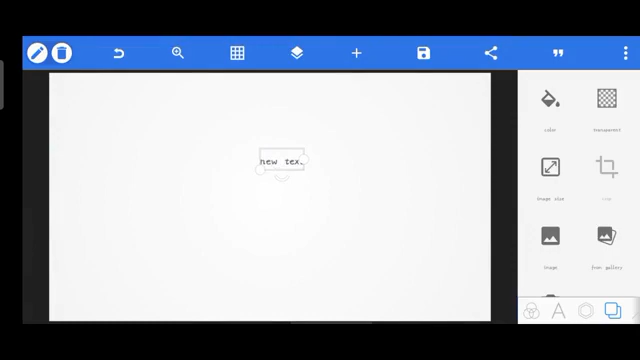 new tex
color transparent
image size crop
image from gallery